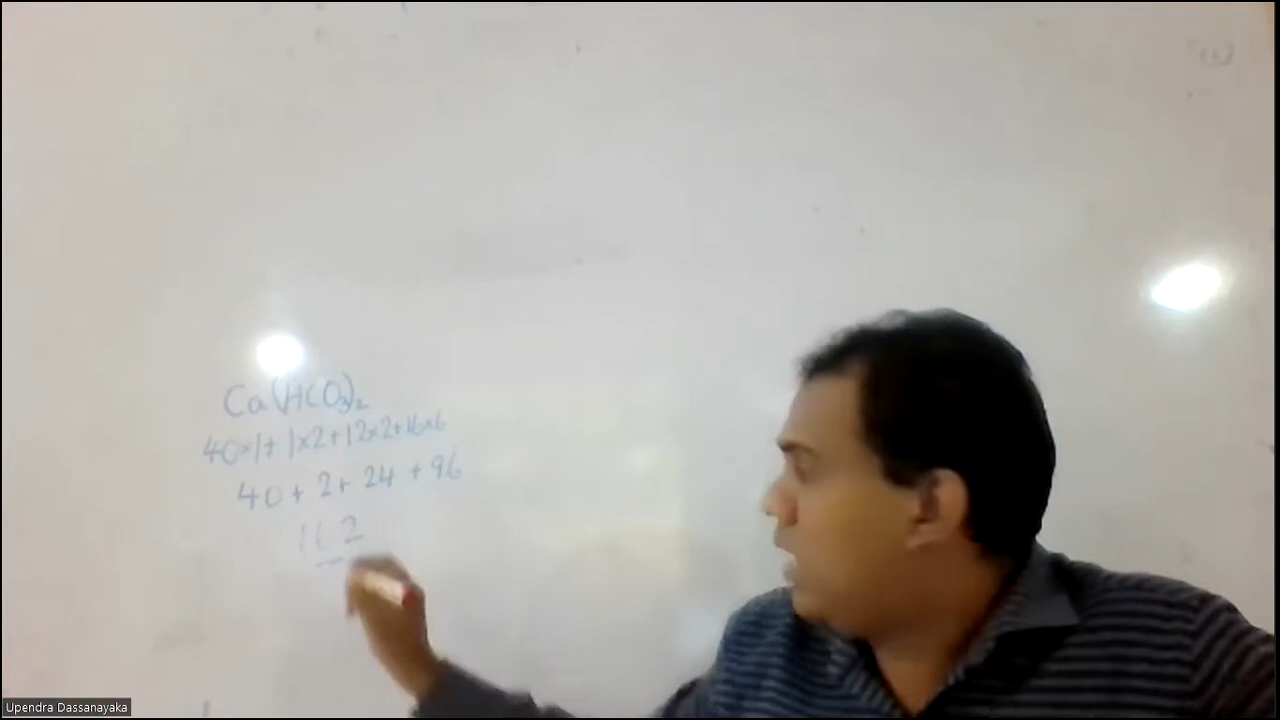 Ca(HCO₃)₂
40×1+ 1×2+12×2+16×6
40 + 2+ 24 + 96
162
Upendra Dassanayaka